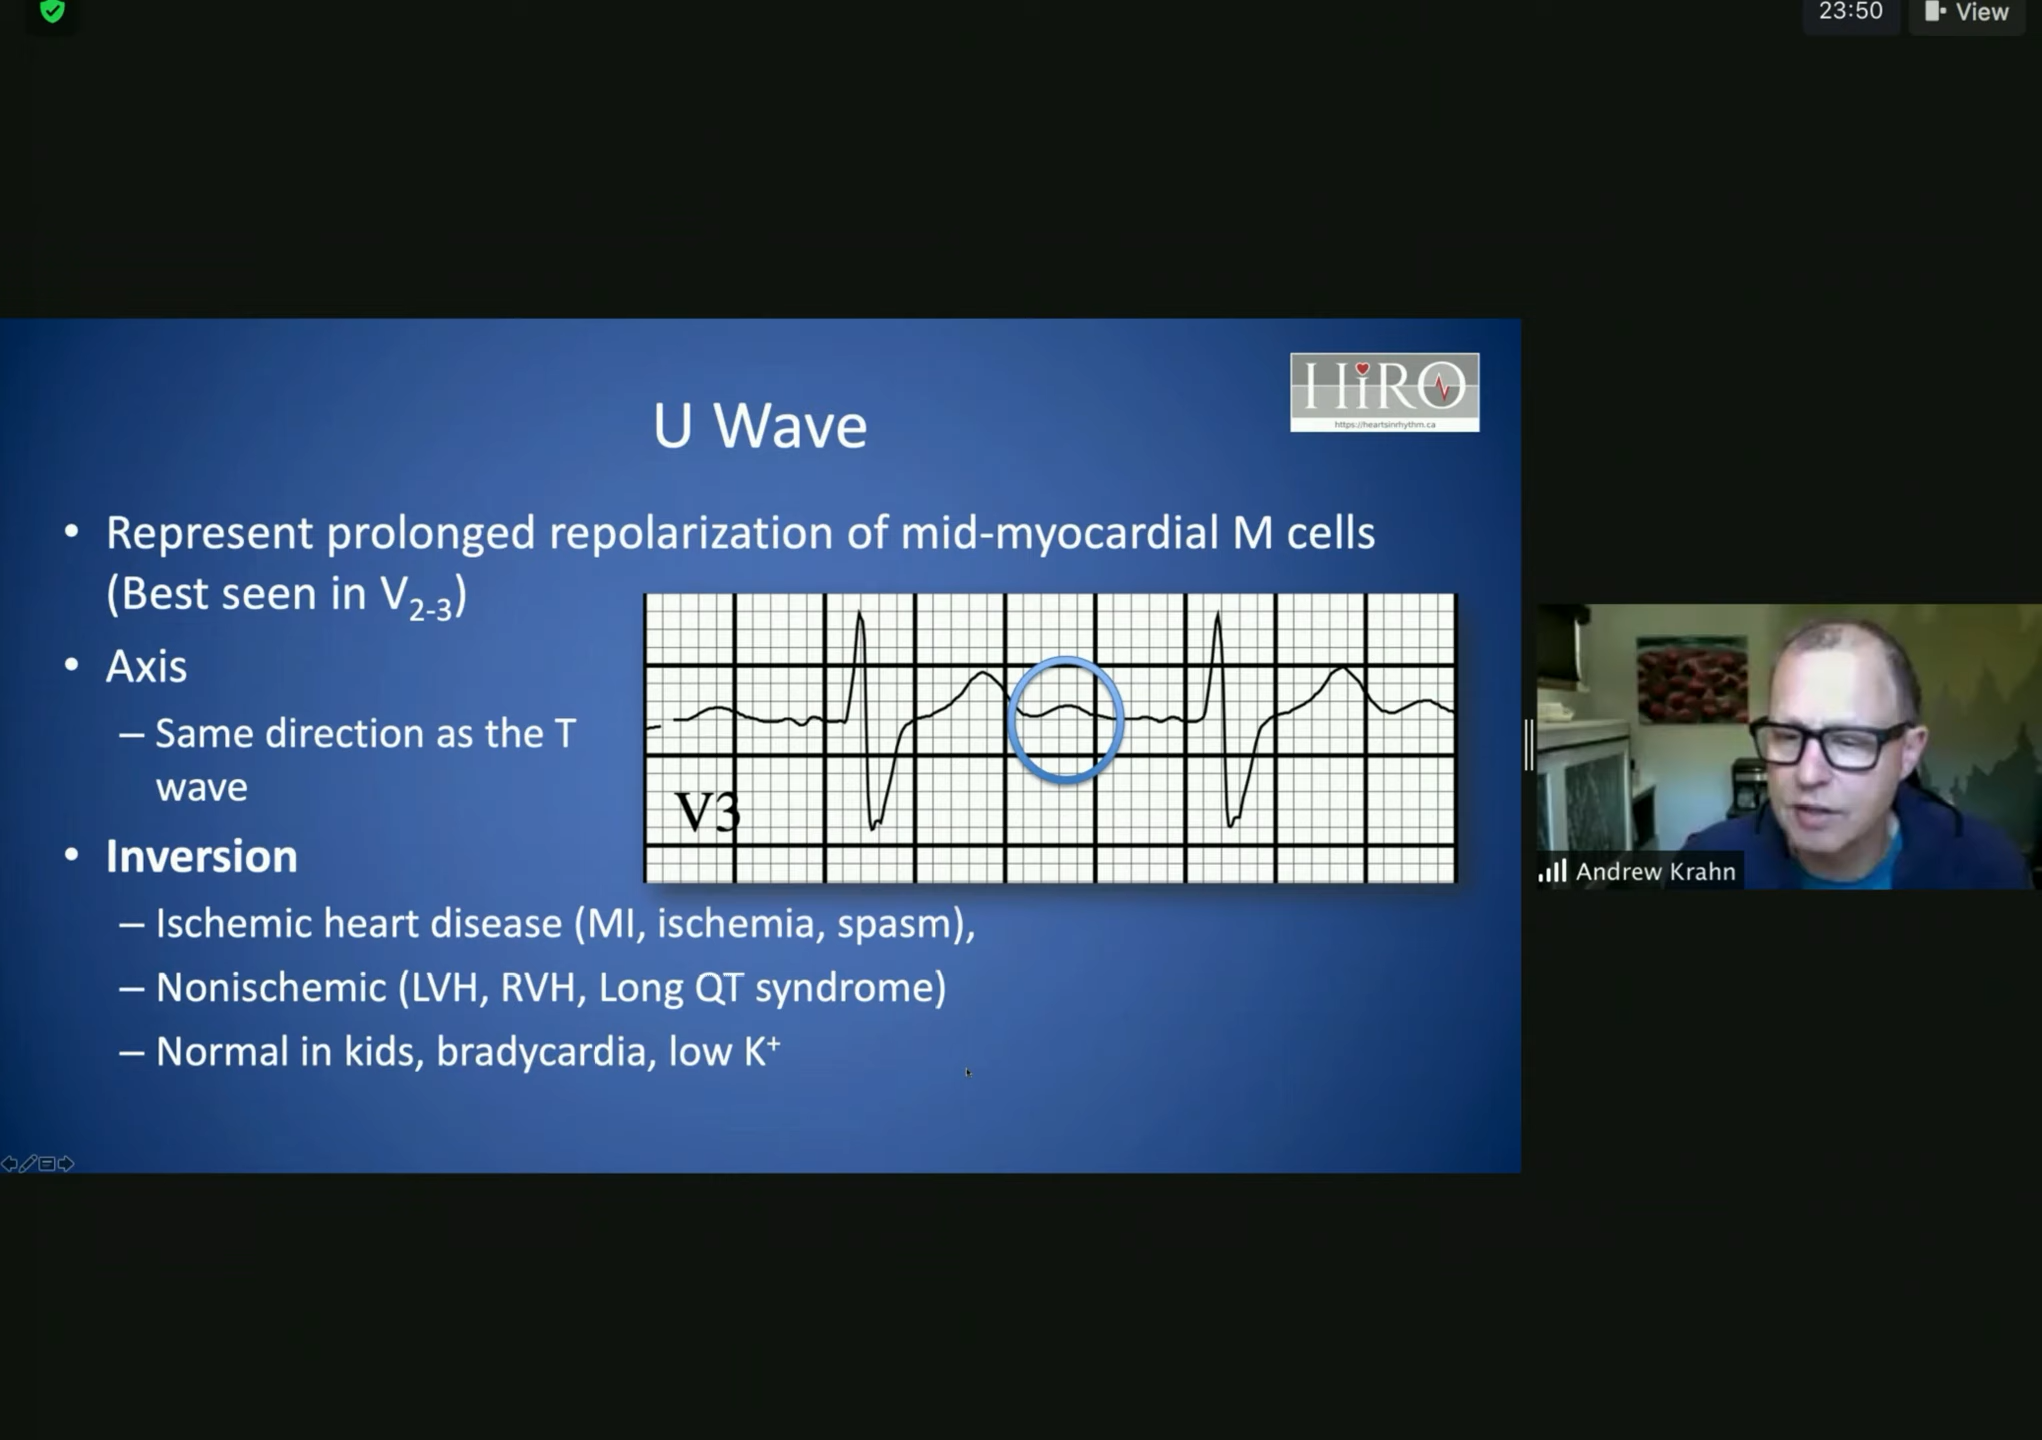 23:50
View
HiRO
https://heartsinrhythm.ca
U Wave
• Represent prolonged repolarization of mid-myocardial M cells
(Best seen in V2-3)
• Axis
– Same direction as the T
wave
V3
• Inversion
– Ischemic heart disease (MI, ischemia, spasm),
– Nonischemic (LVH, RVH, Long QT syndrome)
– Normal in kids, bradycardia, low K+
Andrew Krahn